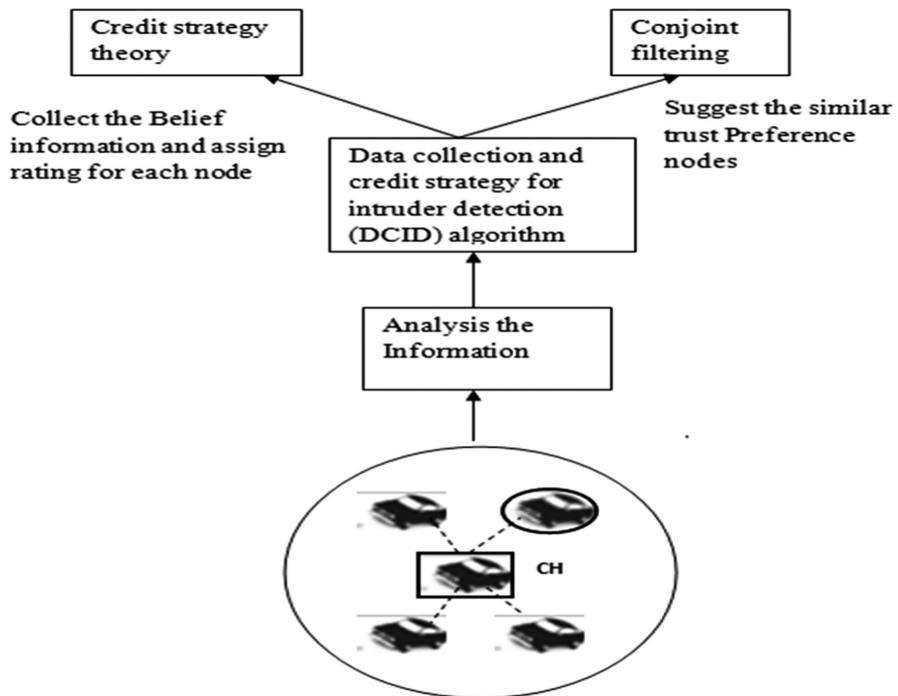 Credit strategy
theory
Conjoint
filtering
Collect the Belief
information and assign
rating for each node
Suggest the similar
trust Preference
nodes
Data collection and
credit strategy for
intruder detection
(DCID) algorithm
Analysis the
Information
CH